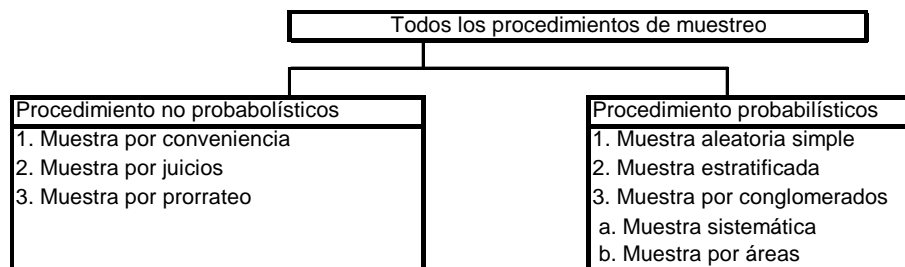 Todos los procedimientos de muestreo
Procedimiento no probabolísticos
1. Muestra por conveniencia
2. Muestra por juicios
3. Muestra por prorrateo
Procedimiento probabilísticos
1. Muestra aleatoria simple
2. Muestra estratificada
3. Muestra por conglomerados
a. Muestra sistemática
b. Muestra por áreas